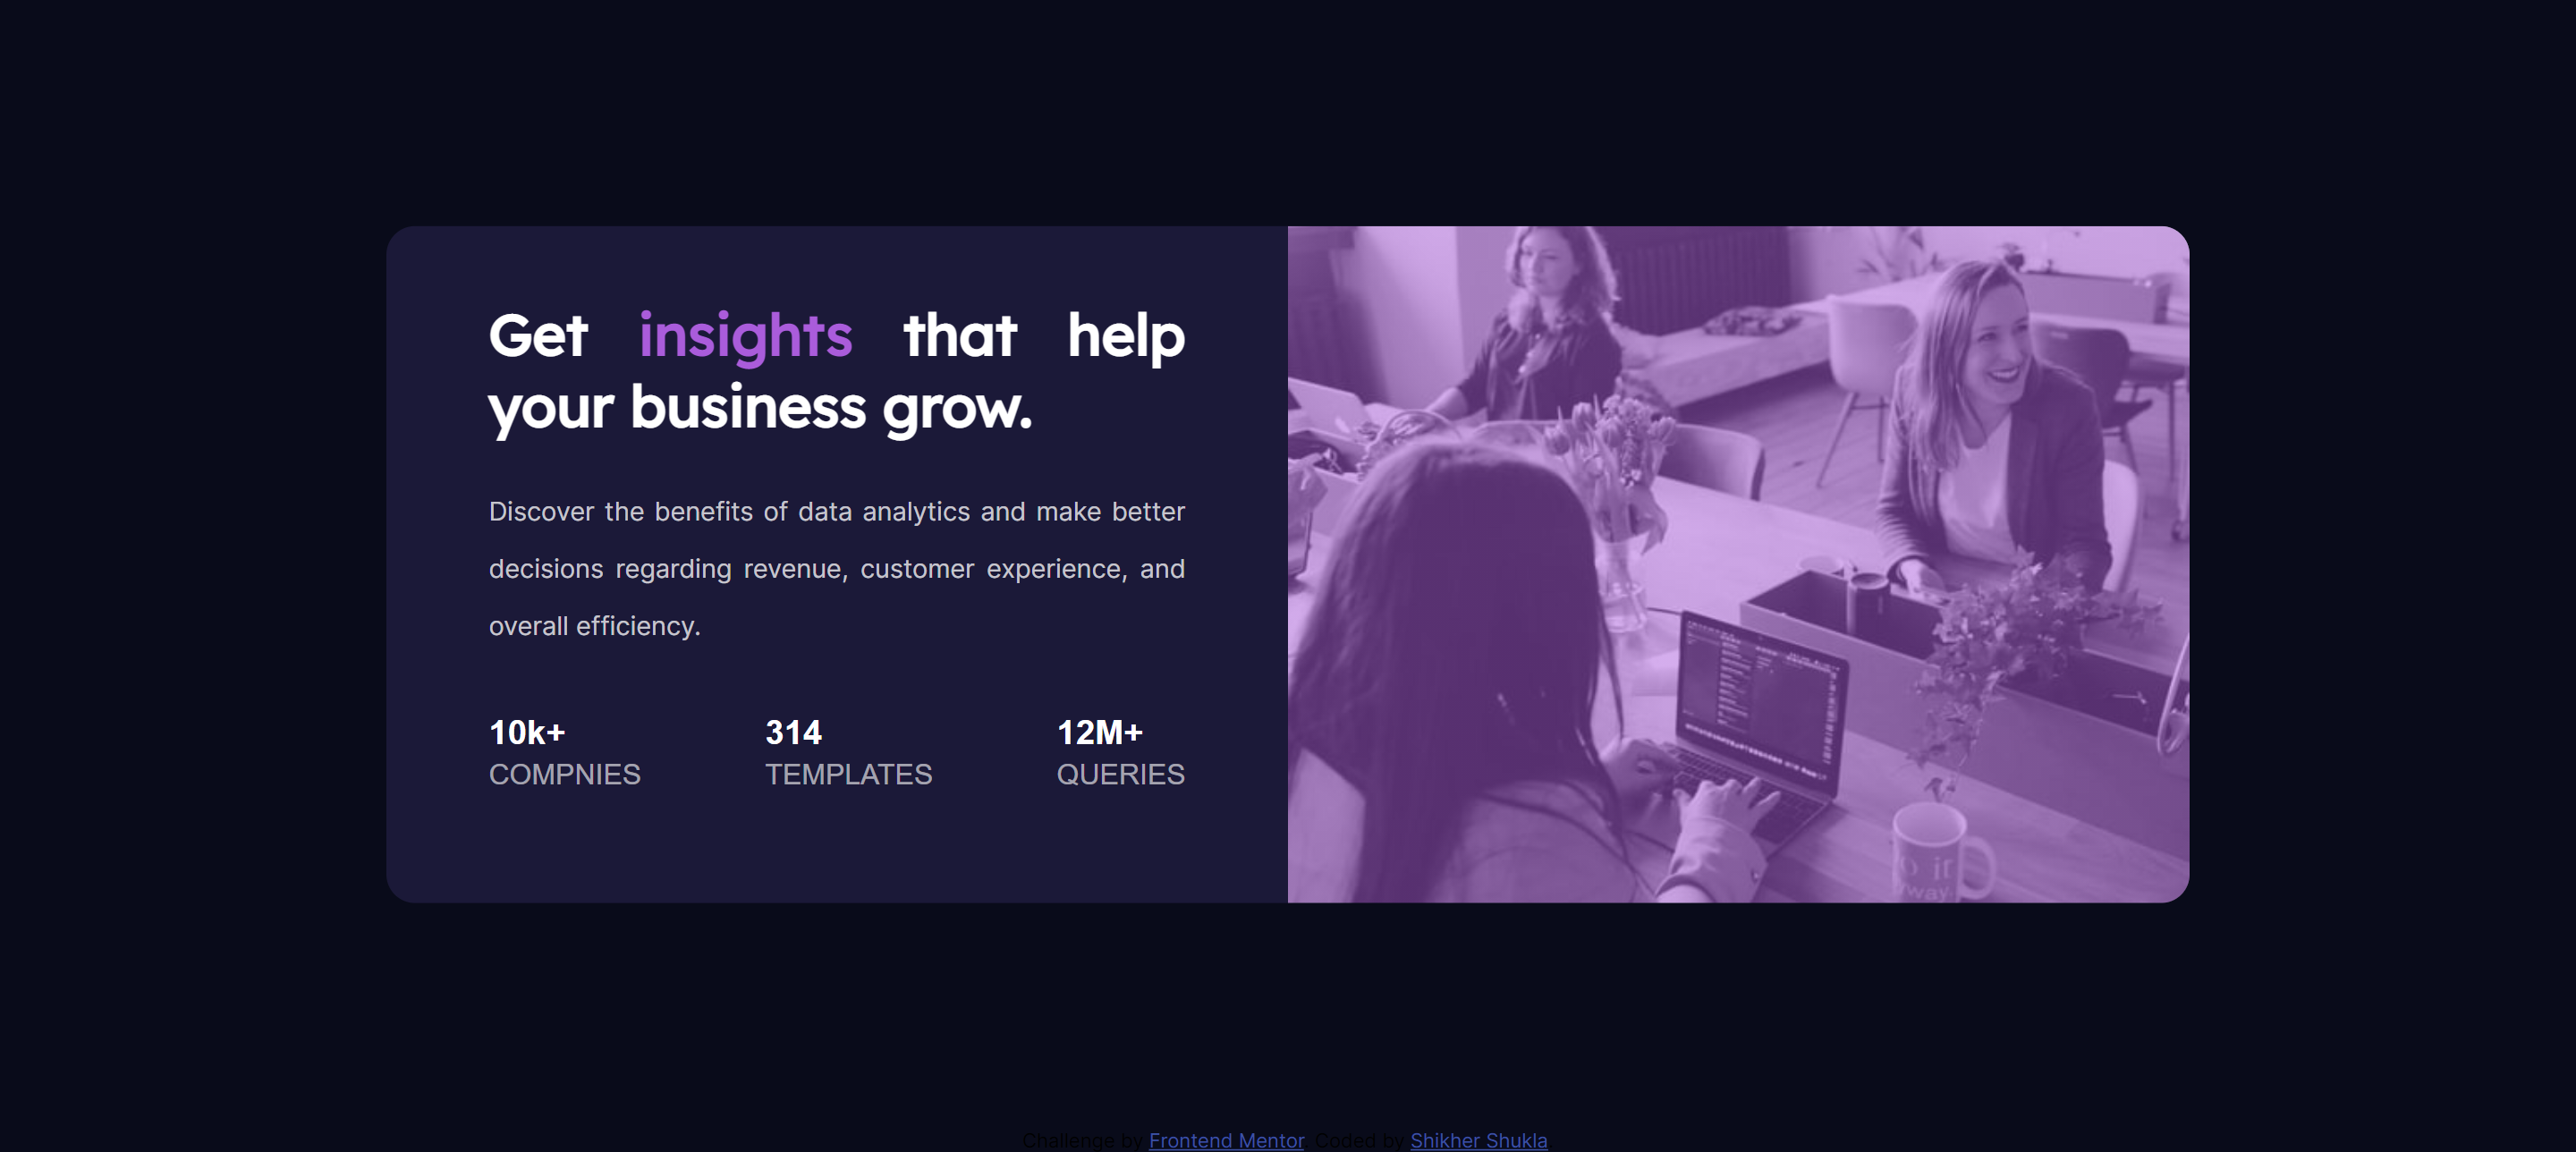 Get insights that help
your business grow.
Discover the benefits of data analytics and make better
decisions regarding revenue, customer experience, and
overall efficiency.
10k+ 314 12M+
COMPNIES TEMPLATES QUERIES
Challenge by Frontend Mentor. Coded by Shikher Shukla